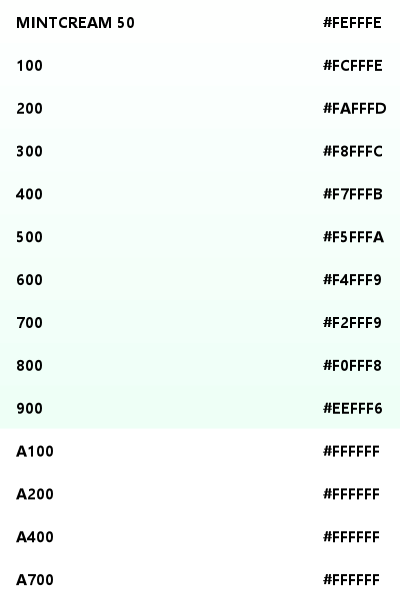 MINTCREAM 50 #FEFFFE
100 #FCFFFE
200 #FAFFFD
300 #F8FFFC
400 #F7FFFB
500 #F5FFFA
600 #F4FFF9
700 #F2FFF9
800 #F0FFF8
900 #EEFFF6
A100 #FFFFFF
A200 #FFFFFF
A400 #FFFFFF
A700 #FFFFFF